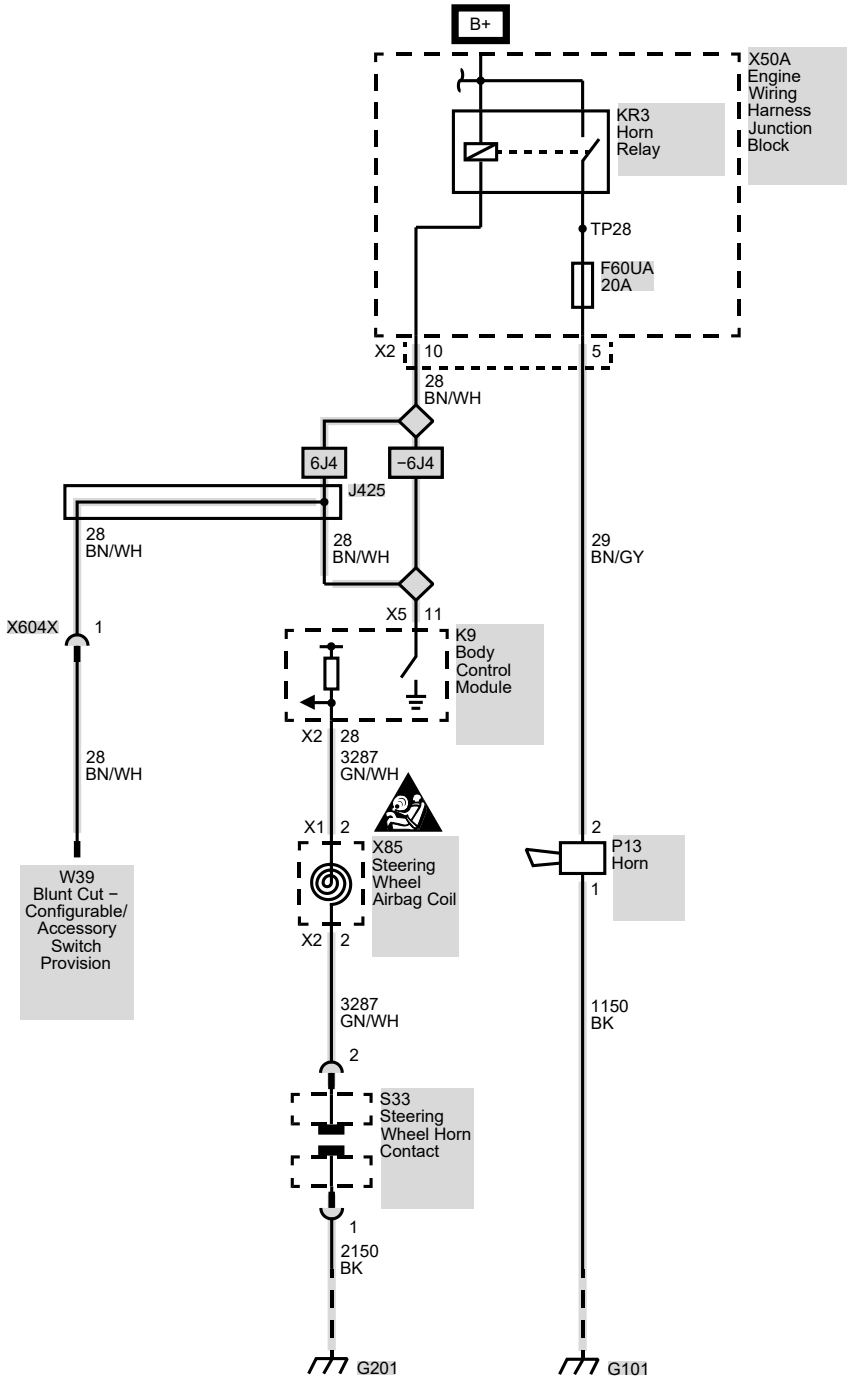 B+
X50A
Engine
Wiring
Harness
Junction
Block
KR3
Horn
Relay
TP28
F60UA
20A
X2 10 5
28
BN/WH
6J4 −6J4
J425
28
BN/WH
28
BN/WH
29
BN/GY
X5 11
X604X 1
K9
Body
Control
Module
X2 28
3287
GN/WH
28
BN/WH
X1 2
X85
Steering
Wheel
Airbag Coil
X2 2
2
P13
Horn
1
W39
Blunt Cut −
Configurable/
Accessory
Switch
Provision
3287
GN/WH
1150
BK
2
S33
Steering
Wheel Horn
Contact
1
2150
BK
G201
G101